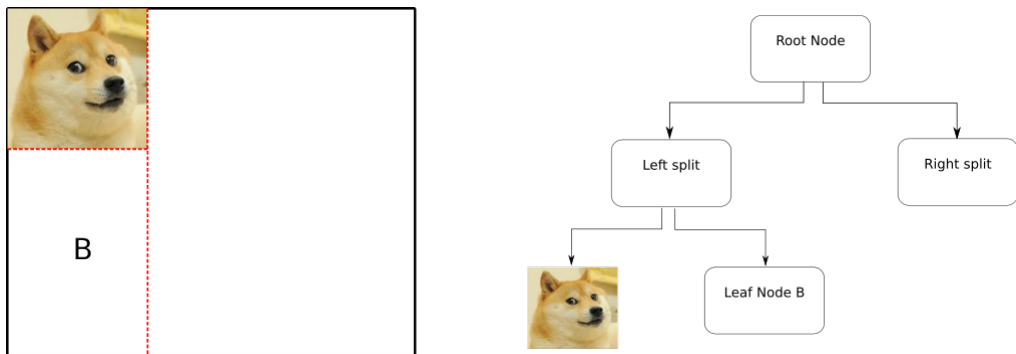 B
Root Node
Left split
Right split
Leaf Node B